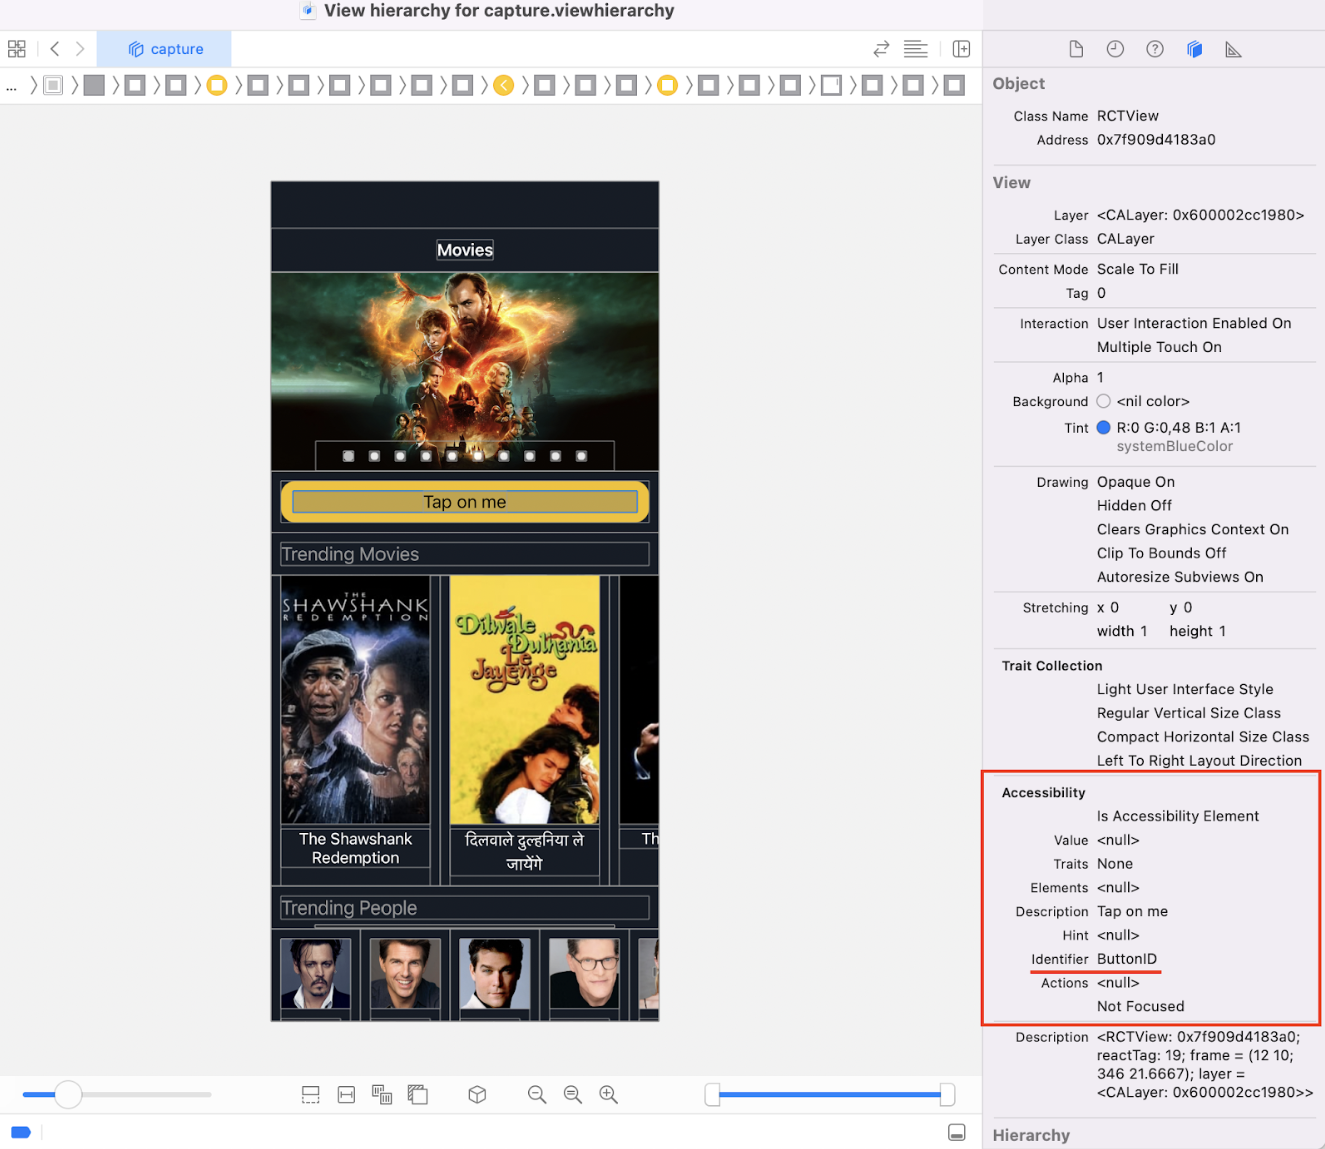 View hierarchy for capture.viewhierarchy
capture
...
Movies
Tap on me
Trending Movies
THE
SHAWSHANK
REDEMPTION
Dilwale
Dulhania
Le
Jayenge
The Shawshank
Redemption
दिलवाले दुल्हनिया ले
जायेंगे
Th
Trending People
Object
Class Name RCTView
Address 0x7f909d4183a0
View
Layer <CALayer: 0x600002cc1980>
Layer Class CALayer
Content Mode Scale To Fill
Tag 0
Interaction User Interaction Enabled On
Multiple Touch On
Alpha 1
Background <nil color>
Tint R:0 G:0,48 B:1 A:1
systemBlueColor
Drawing Opaque On
Hidden Off
Clears Graphics Context On
Clip To Bounds Off
Autoresize Subviews On
Stretching x 0 y 0
width 1 height 1
Trait Collection
Light User Interface Style
Regular Vertical Size Class
Compact Horizontal Size Class
Left To Right Layout Direction
Accessibility
Is Accessibility Element
Value <null>
Traits None
Elements <null>
Description Tap on me
Hint <null>
Identifier ButtonID
Actions <null>
Not Focused
Description <RCTView: 0x7f909d4183a0;
reactTag: 19; frame = (12 10;
346 21.6667); layer =
<CALayer: 0x600002cc1980>>
Hierarchy